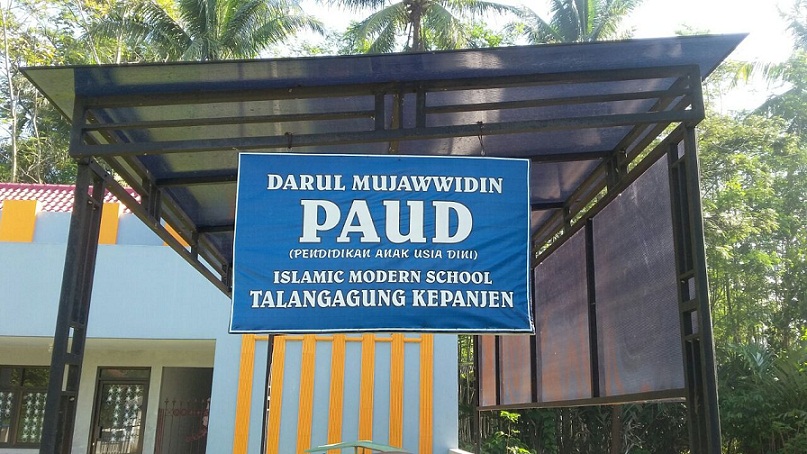 DARUL MUJAWWIDIN
PAUD
(PENDIDIKAN ANAK USIA DINI)
ISLAMIC MODERN SCHOOL
TALANGAGUNG KEPANJEN